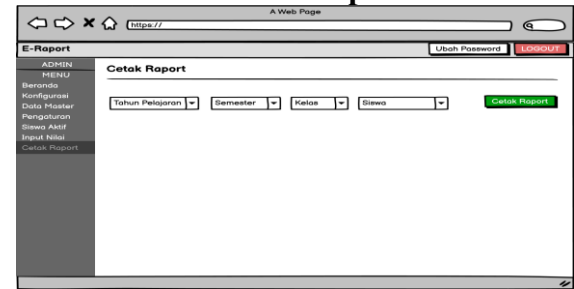 A Web Page
https://
E-Raport
Ubah Password
LOGOUT
ADMIN
MENU
Beranda
Konfigurasi
Data Master
Pengaturan
Siswa Aktif
Input Nilai
Cetak Raport
Cetak Raport
Tahun Pelajaran
Semester
Kelas
Siswa
Cetak Raport